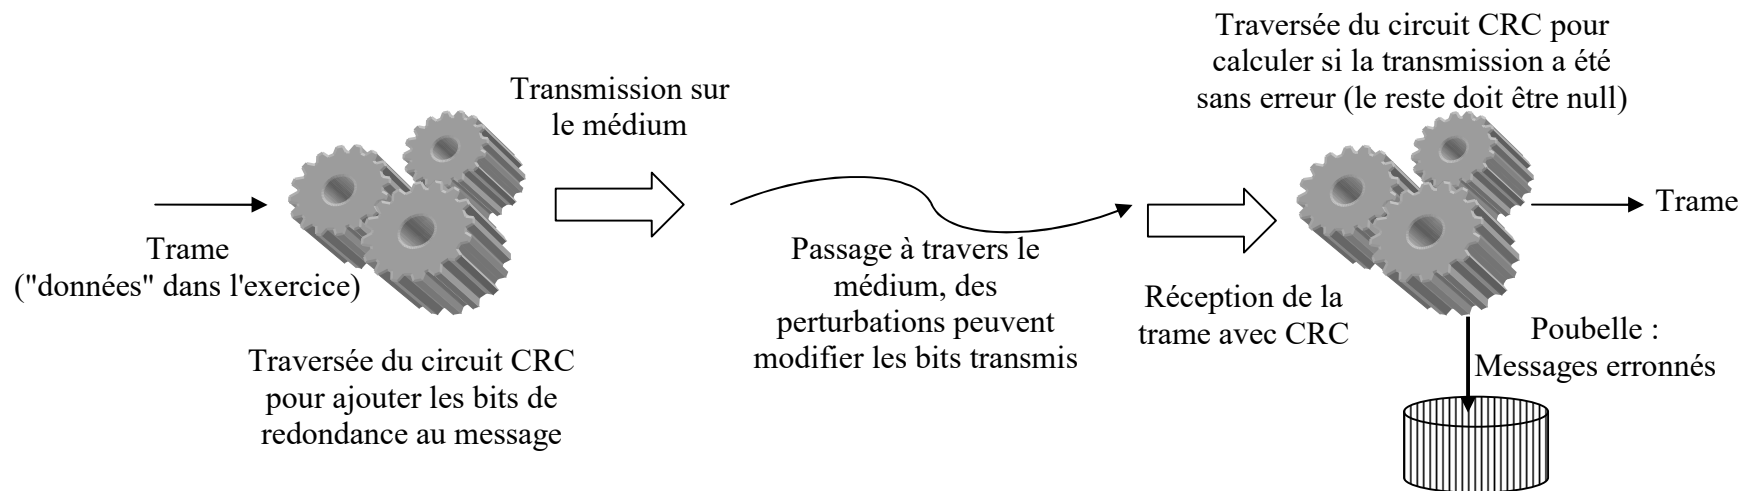 Trame
("données" dans l'exercice)
Traversée du circuit CRC
pour ajouter les bits de
redondance au message
Transmission sur
le médium
Passage à travers le
médium, des
perturbations peuvent
modifier les bits transmis
Réception de la
trame avec CRC
Traversée du circuit CRC pour
calculer si la transmission a été
sans erreur (le reste doit être null)
Trame
Poubelle :
Messages erronnés